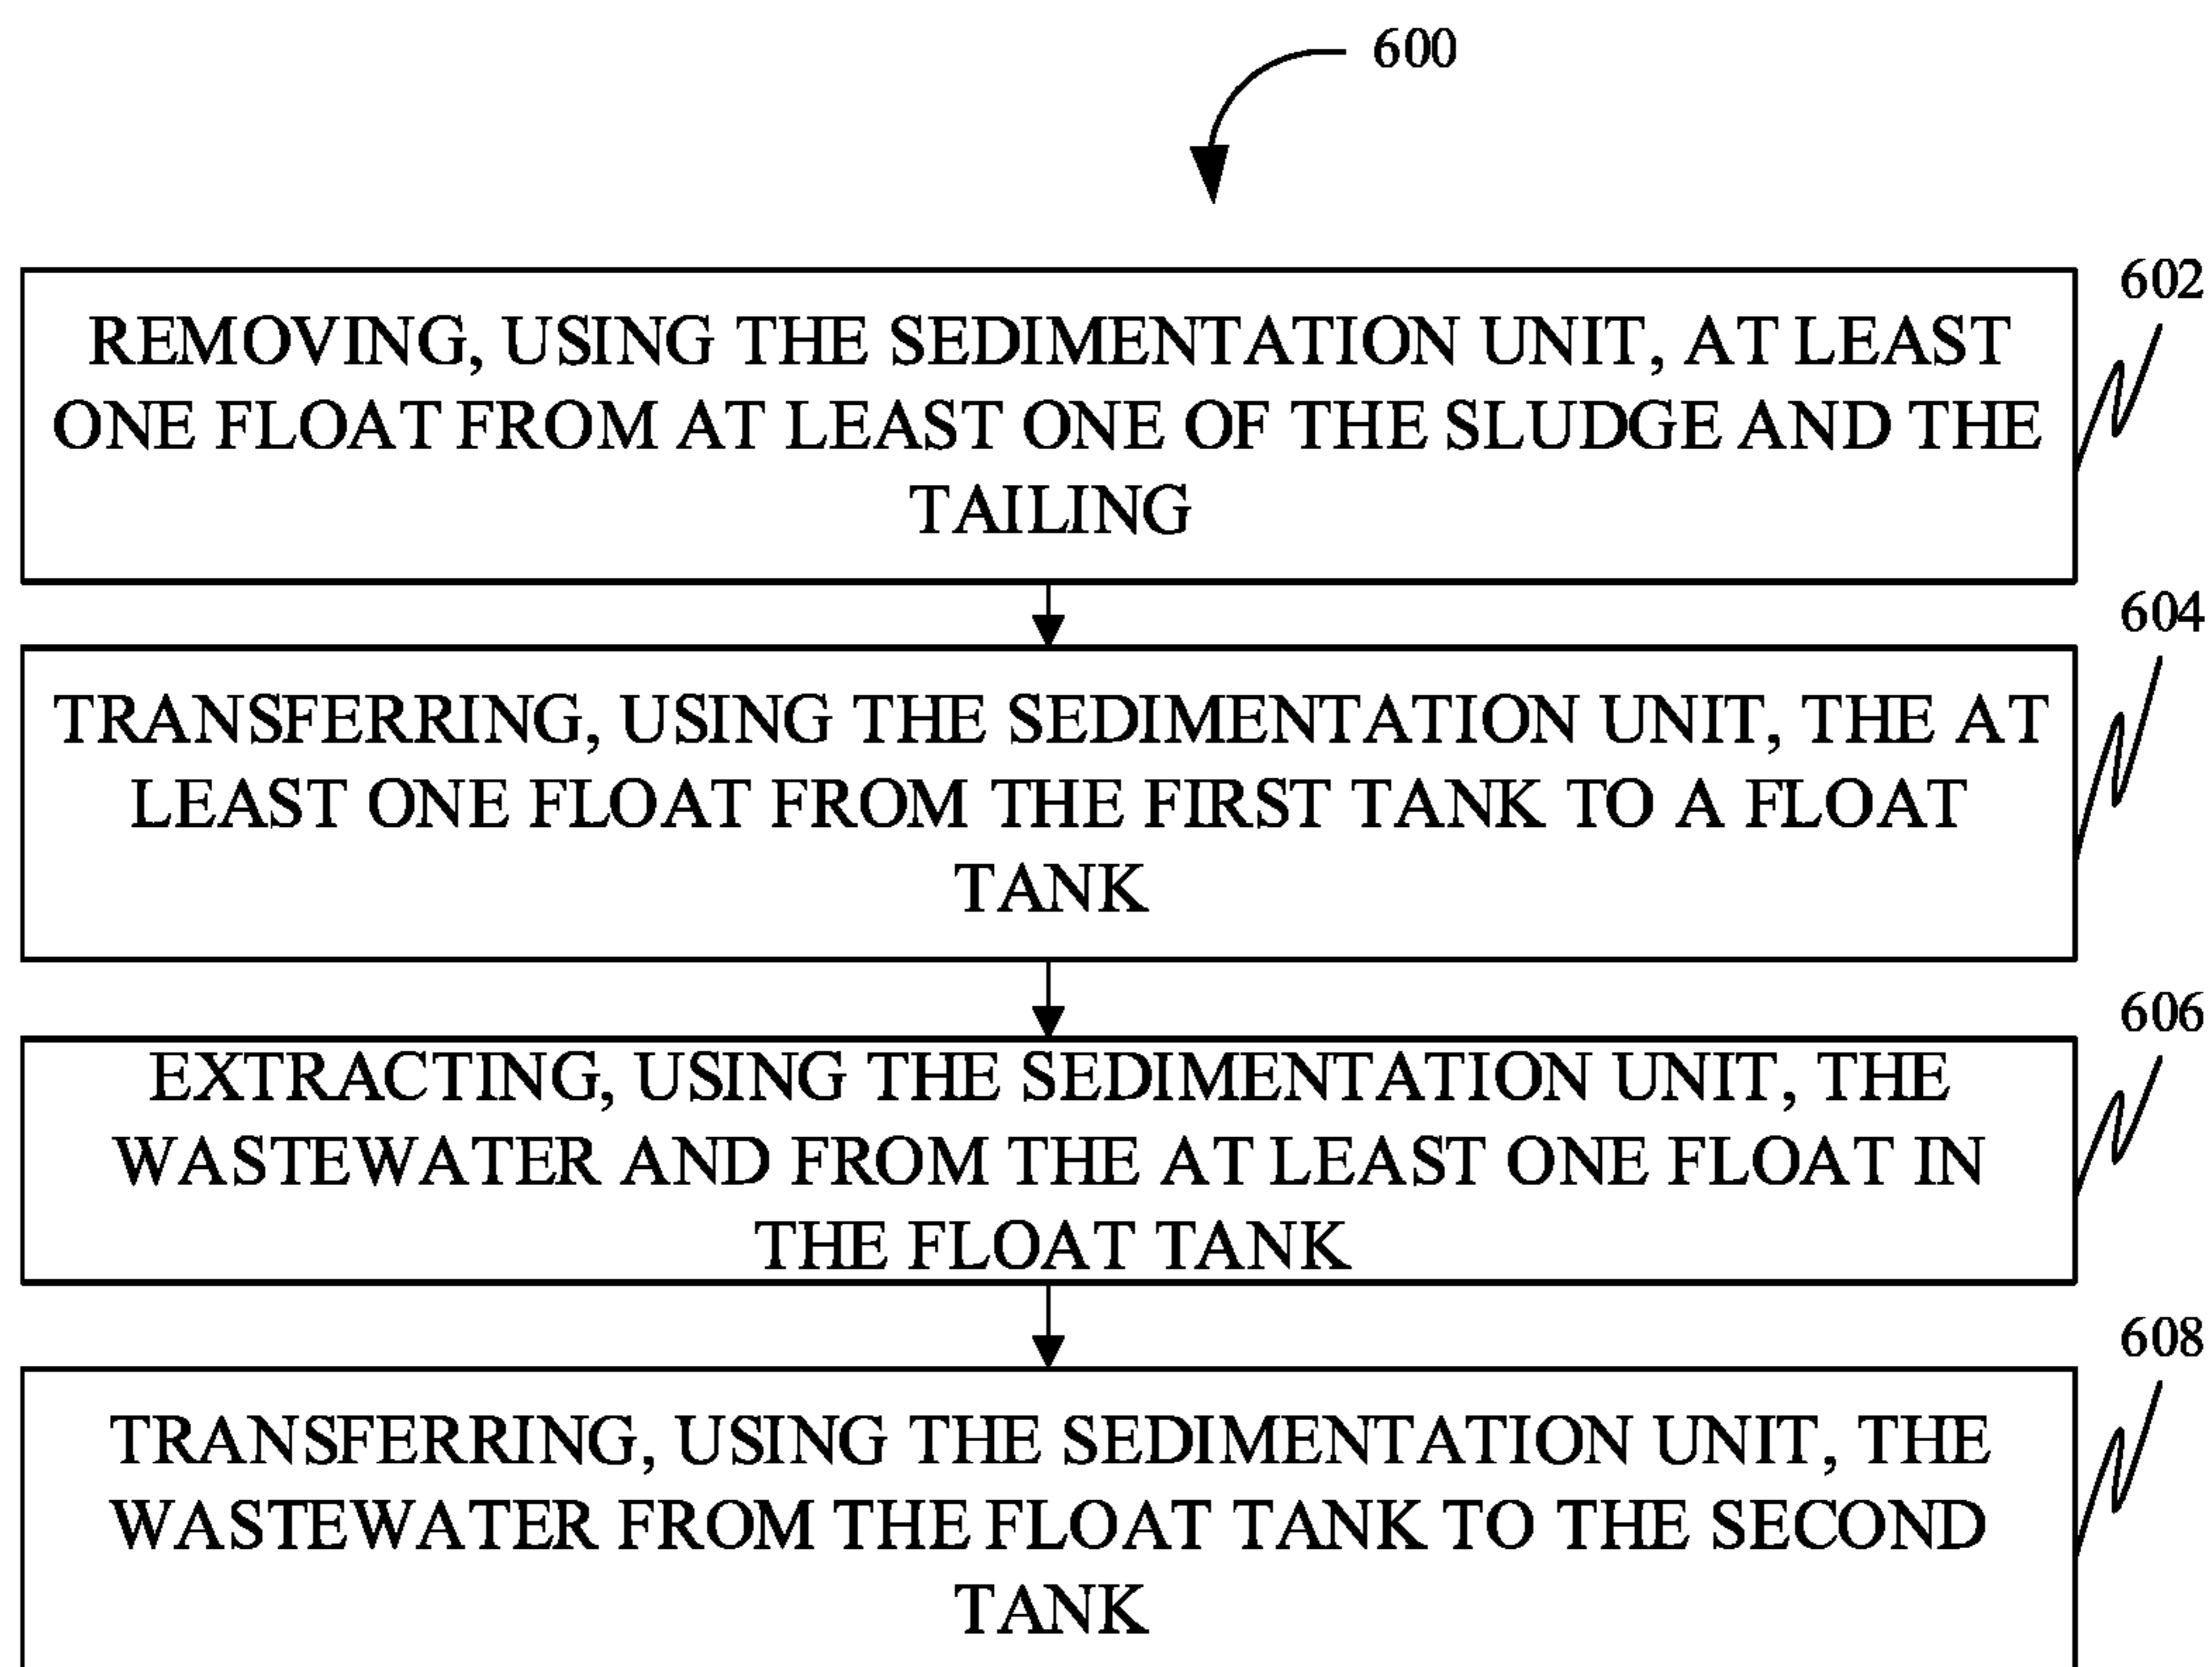 600
602
REMOVING, USING THE SEDIMENTATION UNIT, AT LEAST
ONE FLOAT FROM AT LEAST ONE OF THE SLUDGE AND THE
TAILING
604
TRANSFERRING, USING THE SEDIMENTATION UNIT, THE AT
LEAST ONE FLOAT FROM THE FIRST TANK TO A FLOAT
TANK
606
EXTRACTING, USING THE SEDIMENTATION UNIT, THE
WASTEWATER AND FROM THE AT LEAST ONE FLOAT IN
THE FLOAT TANK
608
TRANSFERRING, USING THE SEDIMENTATION UNIT, THE
WASTEWATER FROM THE FLOAT TANK TO THE SECOND
TANK